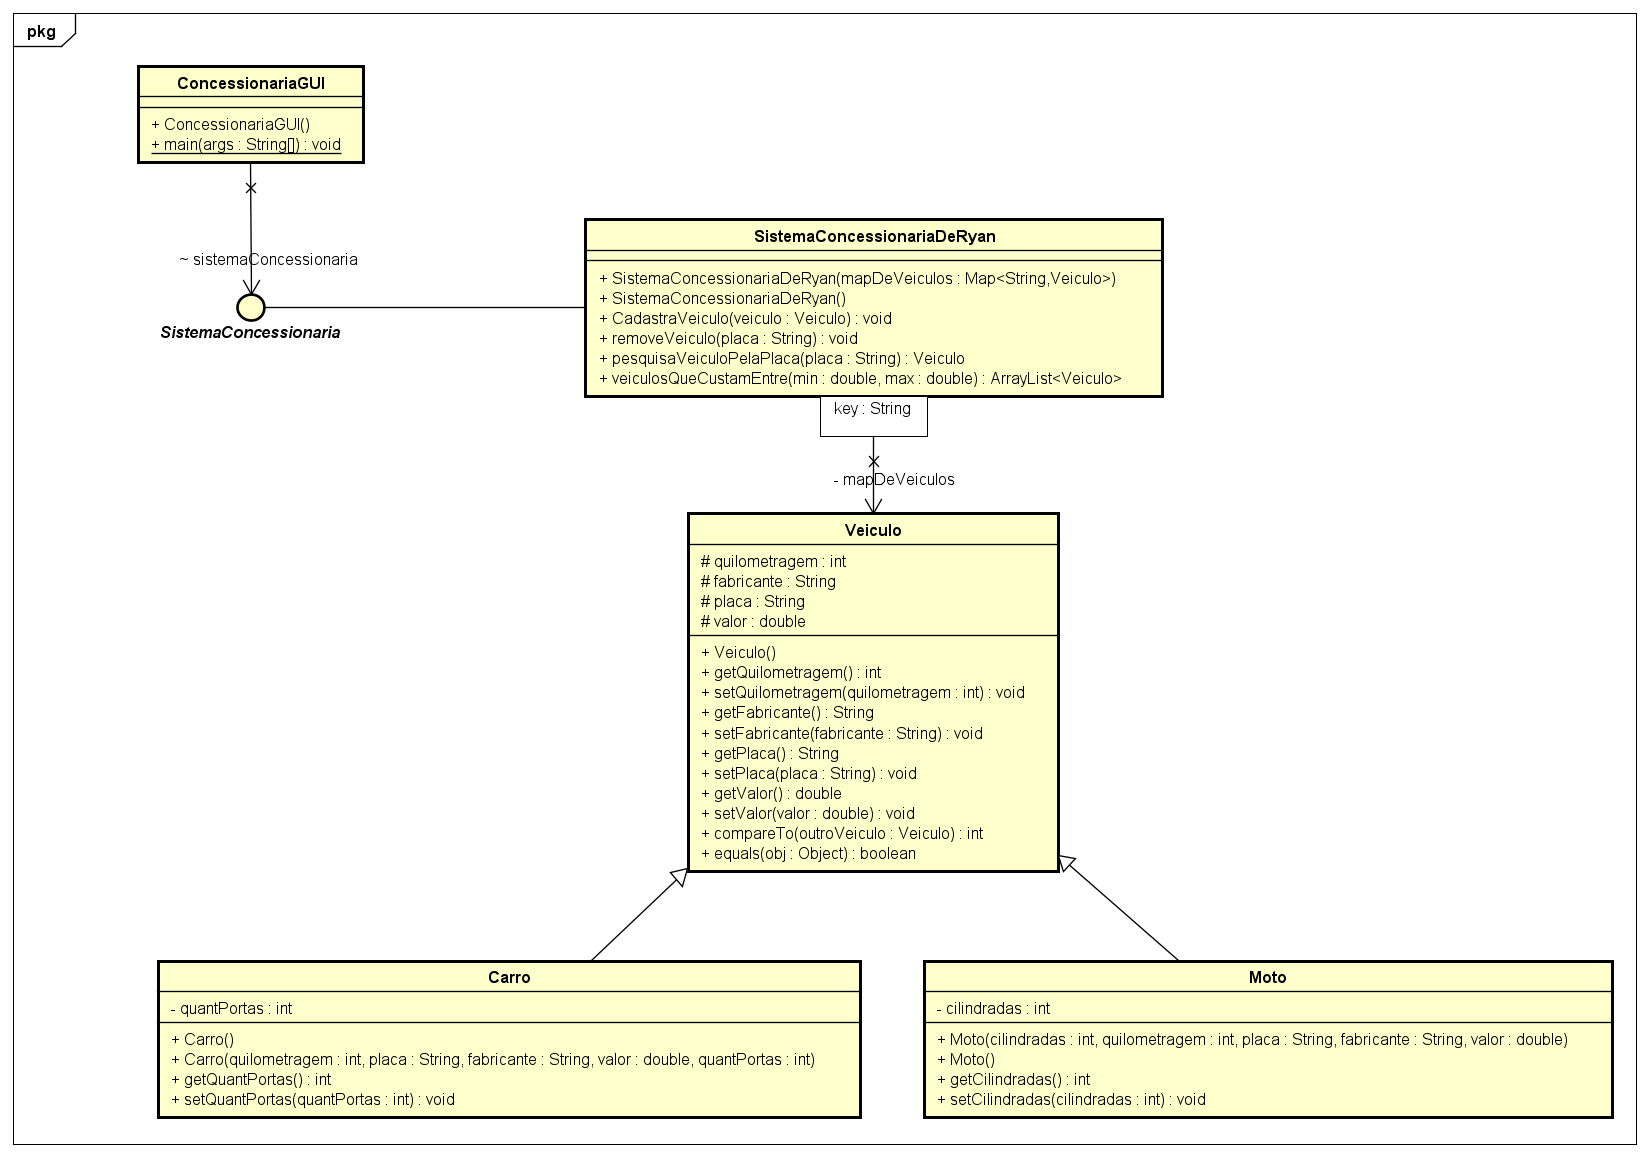 pkg
ConcessionariaGUI
+ ConcessionariaGUI()
+ main(args : String[]) : void
~ sistemaConcessionaria
SistemaConcessionaria
SistemaConcessionariaDeRyan
+ SistemaConcessionariaDeRyan(mapDeVeiculos : Map<String,Veiculo>)
+ SistemaConcessionariaDeRyan()
+ CadastraVeiculo(veiculo : Veiculo) : void
+ removeVeiculo(placa : String) : void
+ pesquisaVeiculoPelaPlaca(placa : String) : Veiculo
+ veiculosQueCustamEntre(min : double, max : double) : ArrayList<Veiculo>
key : String
- mapDeVeiculos
Veiculo
# quilometragem : int
# fabricante : String
# placa : String
# valor : double
+ Veiculo()
+ getQuilometragem() : int
+ setQuilometragem(quilometragem : int) : void
+ getFabricante() : String
+ setFabricante(fabricante : String) : void
+ getPlaca() : String
+ setPlaca(placa : String) : void
+ getValor() : double
+ setValor(valor : double) : void
+ compareTo(outroVeiculo : Veiculo) : int
+ equals(obj : Object) : boolean
Carro
- quantPortas : int
+ Carro()
+ Carro(quilometragem : int, placa : String, fabricante : String, valor : double, quantPortas : int)
+ getQuantPortas() : int
+ setQuantPortas(quantPortas : int) : void
Moto
- cilindradas : int
+ Moto(cilindradas : int, quilometragem : int, placa : String, fabricante : String, valor : double)
+ Moto()
+ getCilindradas() : int
+ setCilindradas(cilindradas : int) : void